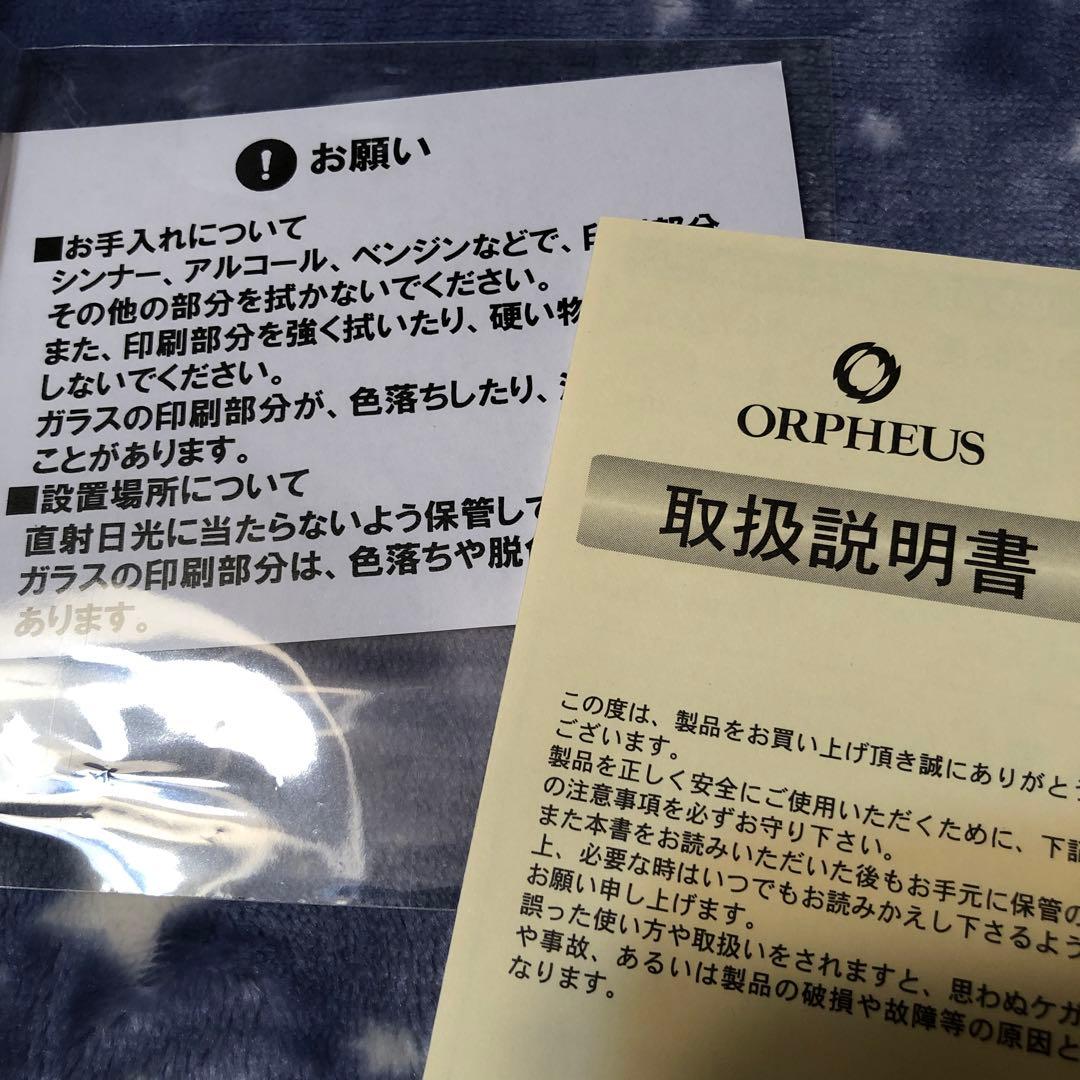 お願い
■お手入れについて
シンナー、アルコール、ベンジンなどで、印刷部分
その他の部分を拭かないでください。
また、印刷部分を強く拭いたり、硬い物
しないでください。
ガラスの印刷部分が、色落ちしたり、
ことがあります。
■設置場所について
直射日光に当たらないよう保管して
ガラスの印刷部分は、色落ちや脱
あります。
ORPHEUS
取扱説明書
この度は、製品をお買い上げ頂き誠にありがとう
ございます。
製品を正しく安全にご使用いただくために、下記
の注意事項を必ずお守り下さい。
また本書をお読みいただいた後もお手元に保管の
上、必要な時はいつでもお読みかえし下さるよう
お願い申し上げます。
誤った使い方や取扱いをされますと、思わぬケガ
や事故、あるいは製品の破損や故障等の原因と
なります。